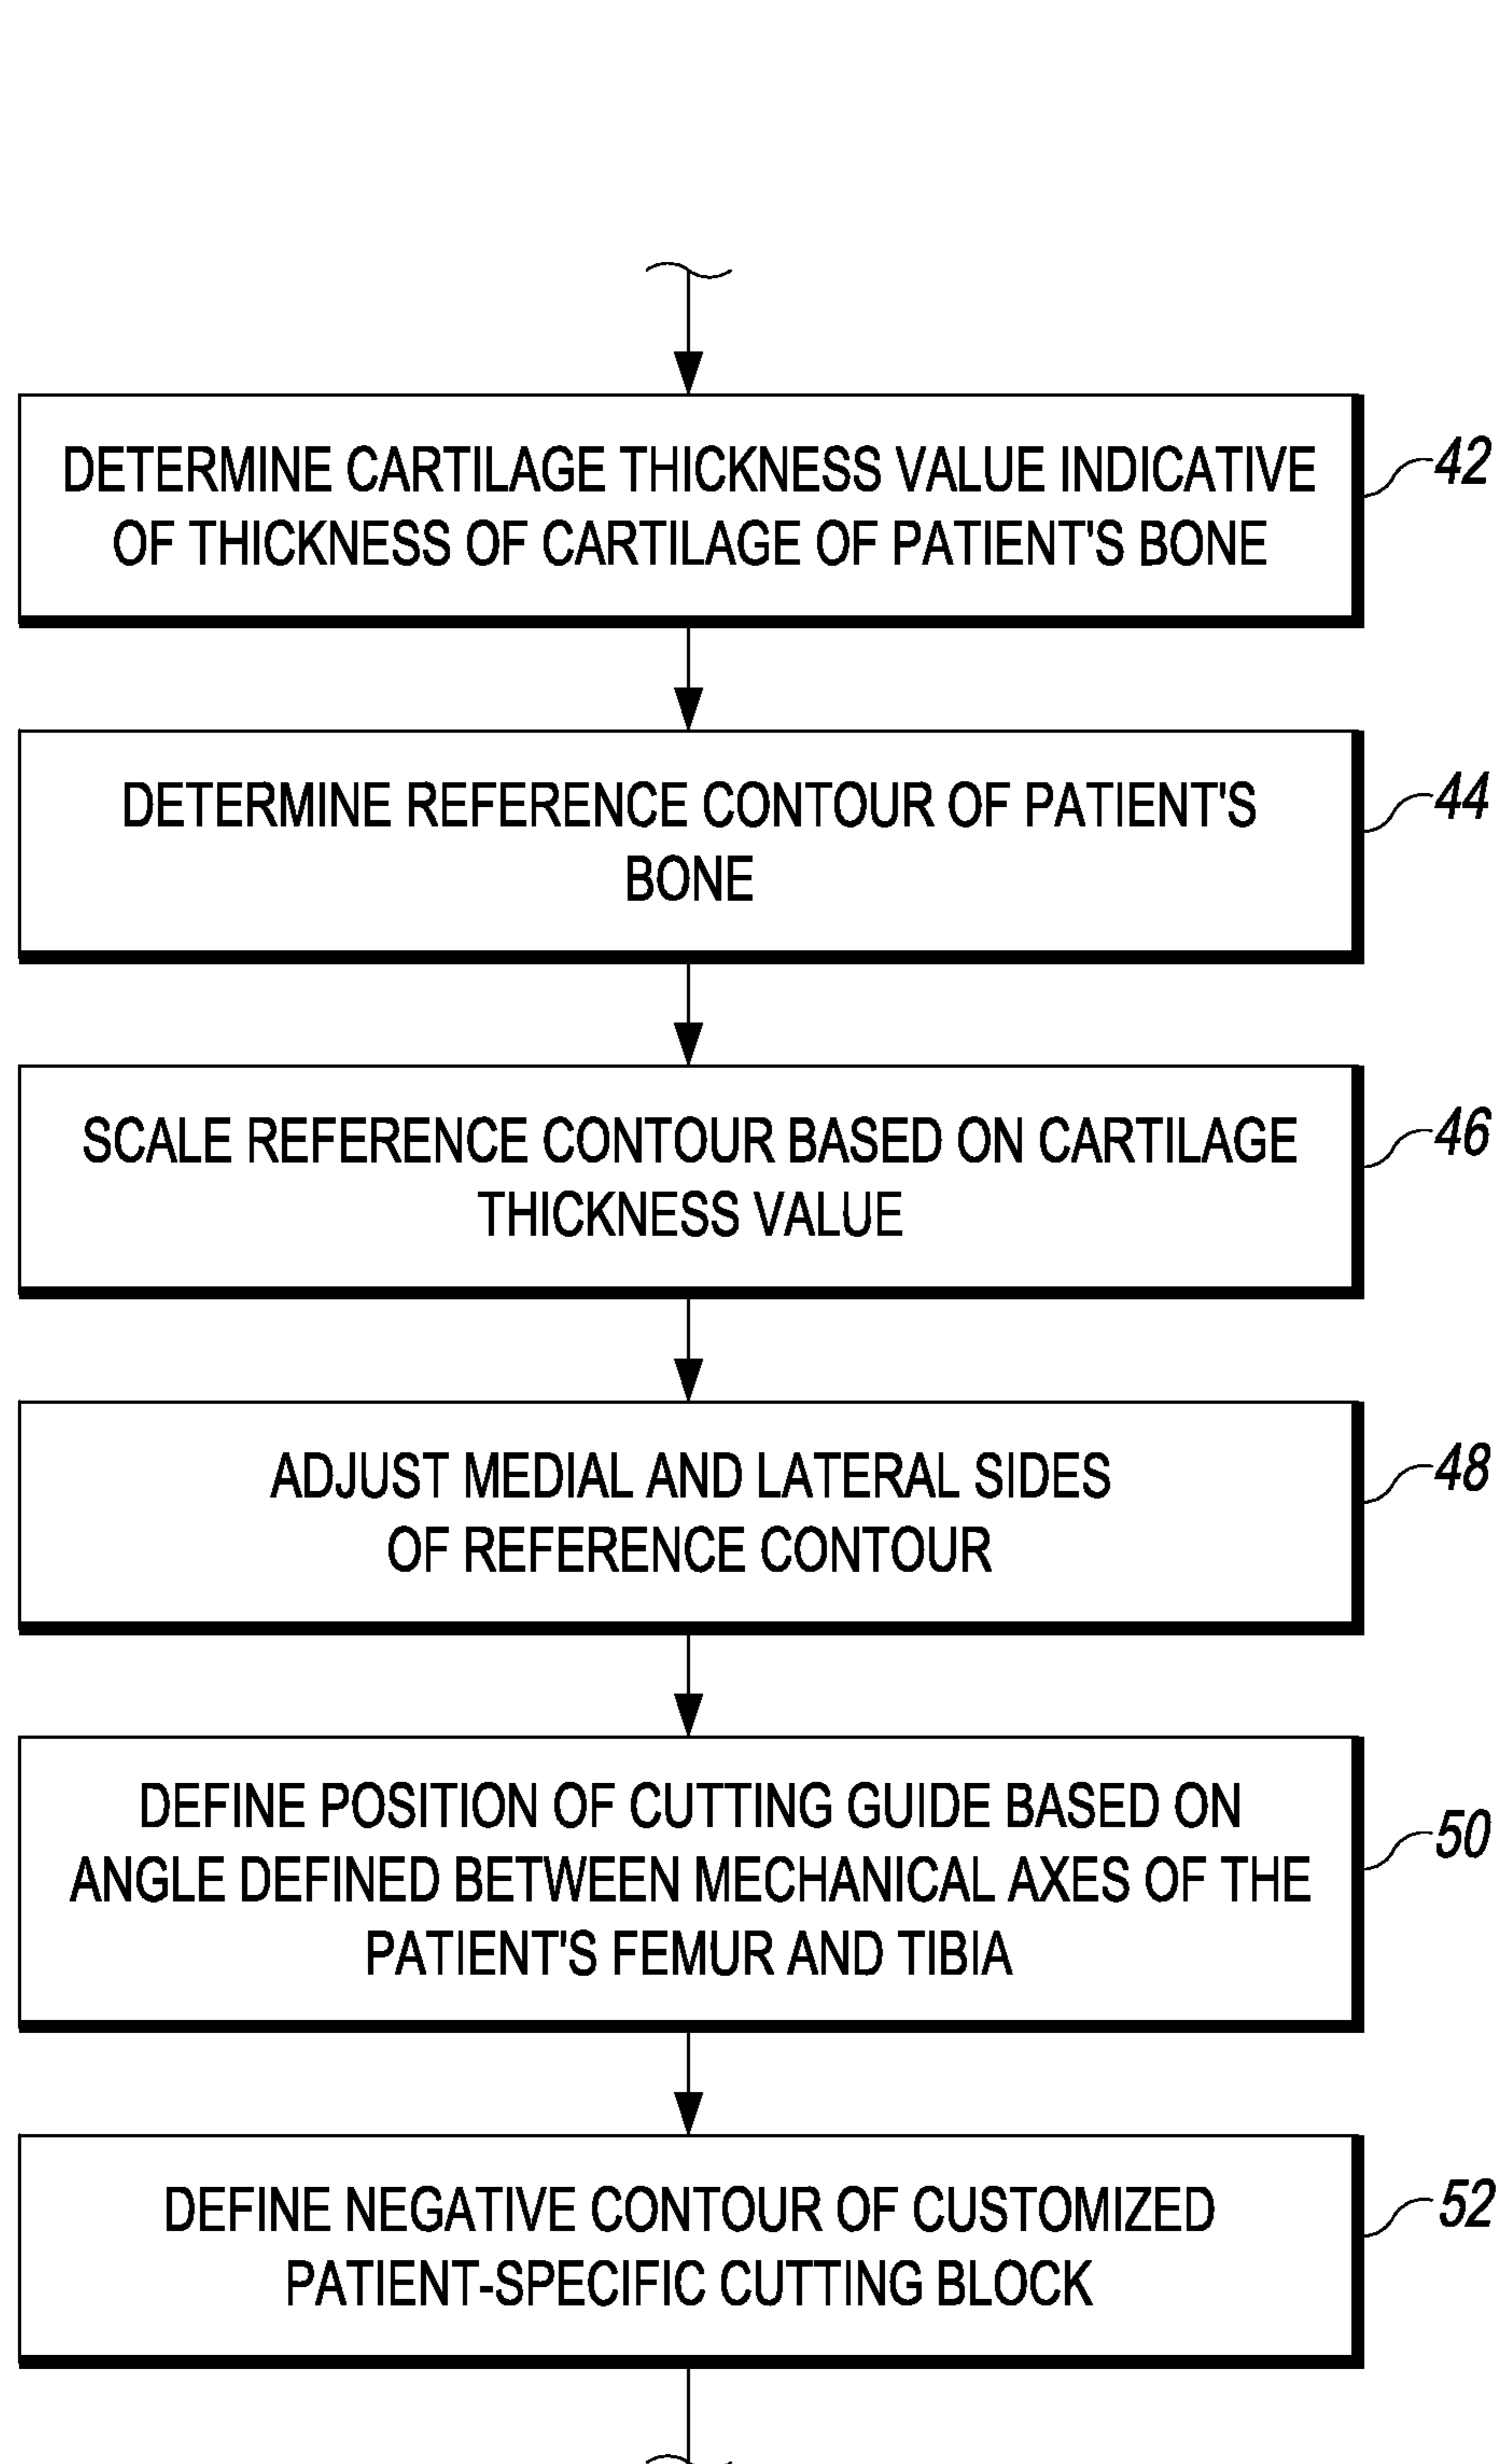 DETERMINE CARTILAGE THICKNESS VALUE INDICATIVE
OF THICKNESS OF CARTILAGE OF PATIENT'S BONE
42
DETERMINE REFERENCE CONTOUR OF PATIENT'S
BONE
44
SCALE REFERENCE CONTOUR BASED ON CARTILAGE
THICKNESS VALUE
46
ADJUST MEDIAL AND LATERAL SIDES
OF REFERENCE CONTOUR
48
DEFINE POSITION OF CUTTING GUIDE BASED ON
ANGLE DEFINED BETWEEN MECHANICAL AXES OF THE
PATIENT'S FEMUR AND TIBIA
50
DEFINE NEGATIVE CONTOUR OF CUSTOMIZED
PATIENT-SPECIFIC CUTTING BLOCK
52